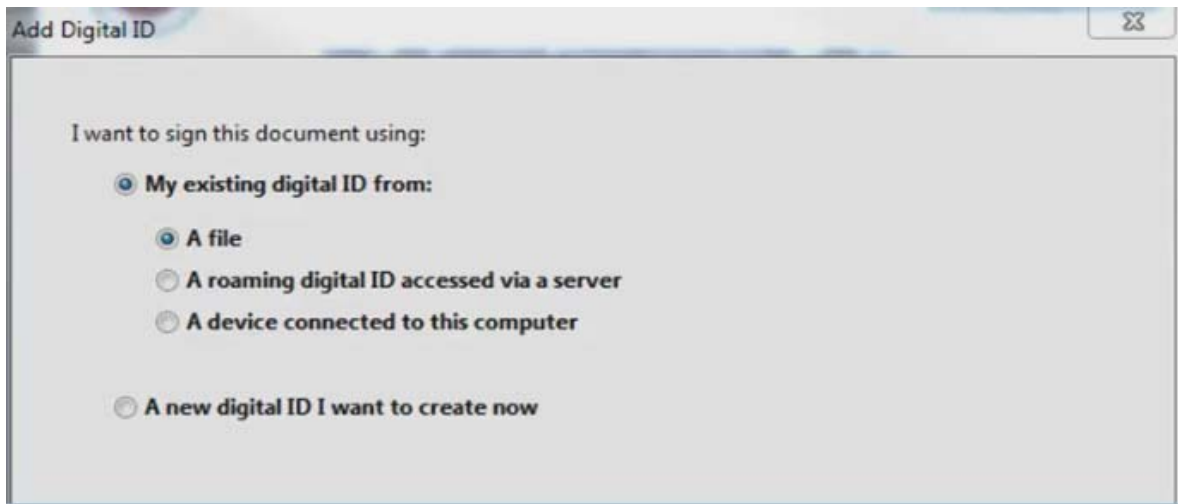 Add Digital ID
I want to sign this document using:
My existing digital ID from:
A file
A roaming digital ID accessed via a server
A device connected to this computer
A new digital ID I want to create now